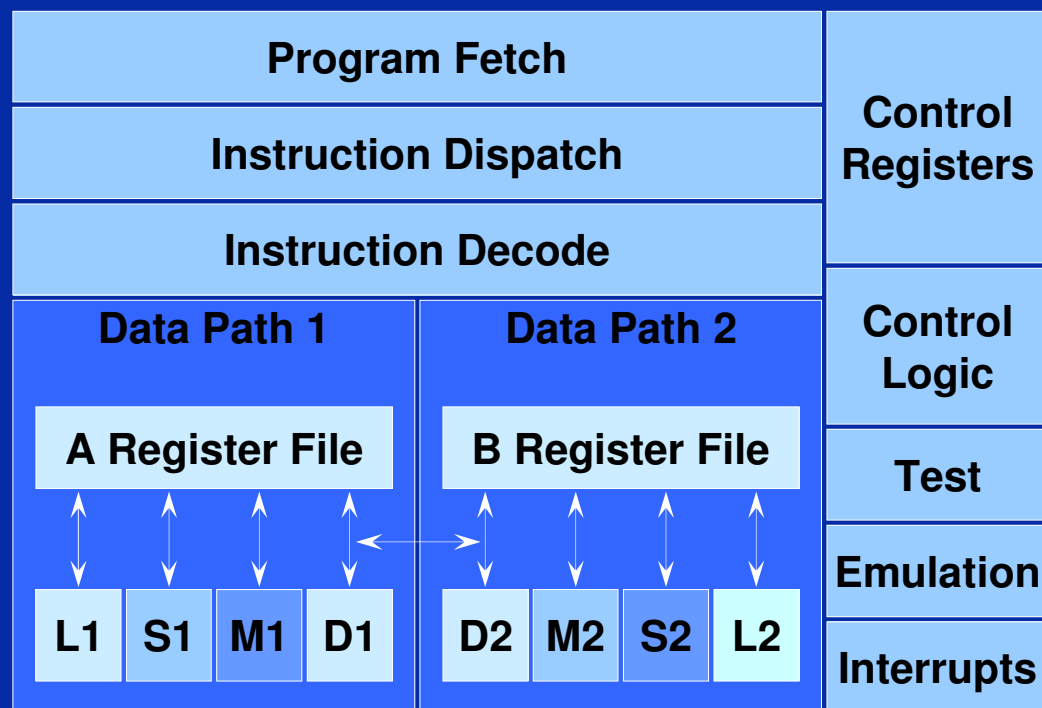 Program Fetch
Instruction Dispatch
Instruction Decode
Data Path 1
A Register File
L1 S1 M1 D1
Data Path 2
B Register File
D2 M2 S2 L2
Control
Registers
Control
Logic
Test
Emulation
Interrupts